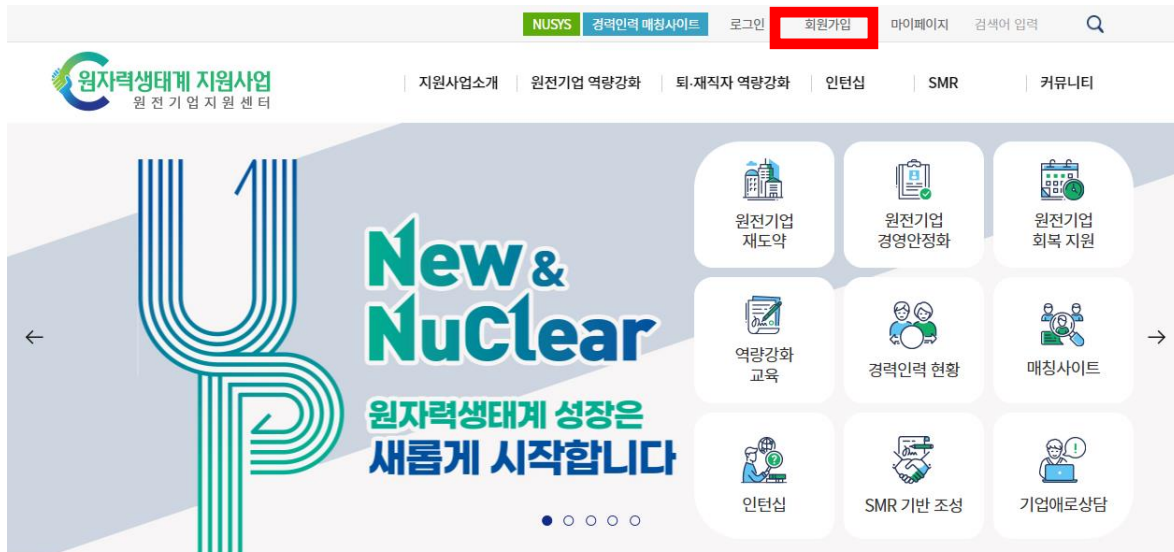 NUSYS 경력인력 매칭사이트 로그인 회원가입 마이페이지 검색어 입력
원자력생태계 지원사업
원전기업지원센터
지원사업소개 원전기업 역량강화 퇴·재직자 역량강화 인턴십 SMR 커뮤니티
UP
New &
NuClear
원자력생태계 성장은
새롭게 시작합니다
원전기업
재도약
원전기업
경영안정화
원전기업
회복 지원
역량강화
교육
경력인력 현황
매칭사이트
인턴십
SMR 기반 조성
기업애로상담